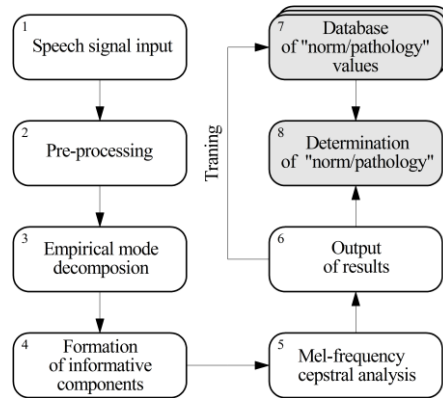 1
Speech signal input
2
Pre-processing
3
Empirical mode
decomposion
4
Formation
of informative
components
5
Mel-frequency
cepstral analysis
6
Output
of results
Traning
7
Database
of "norm/pathology"
values
8
Determination
of "norm/pathology"